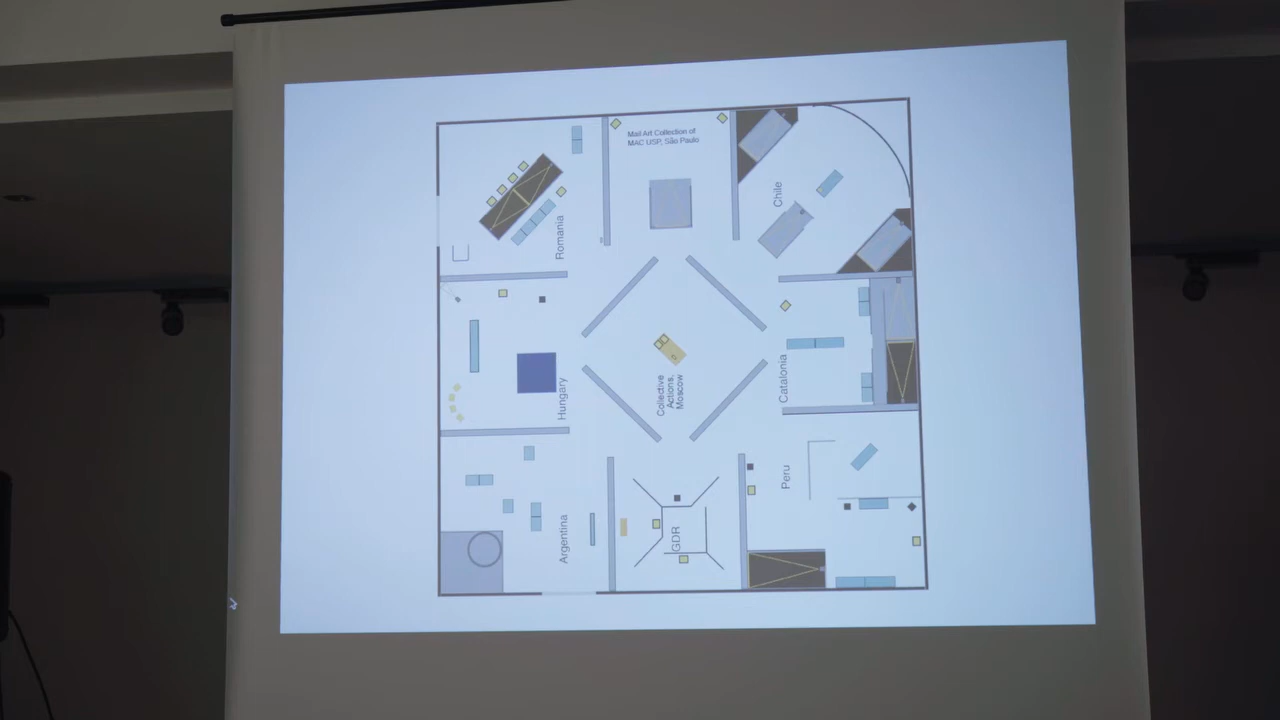 Mail Art Collection of
MAC USP, São Paulo
Romania
Chile
Hungary
Collective
Actions,
Moscow
Catalonia
Argentina
GDR
Peru